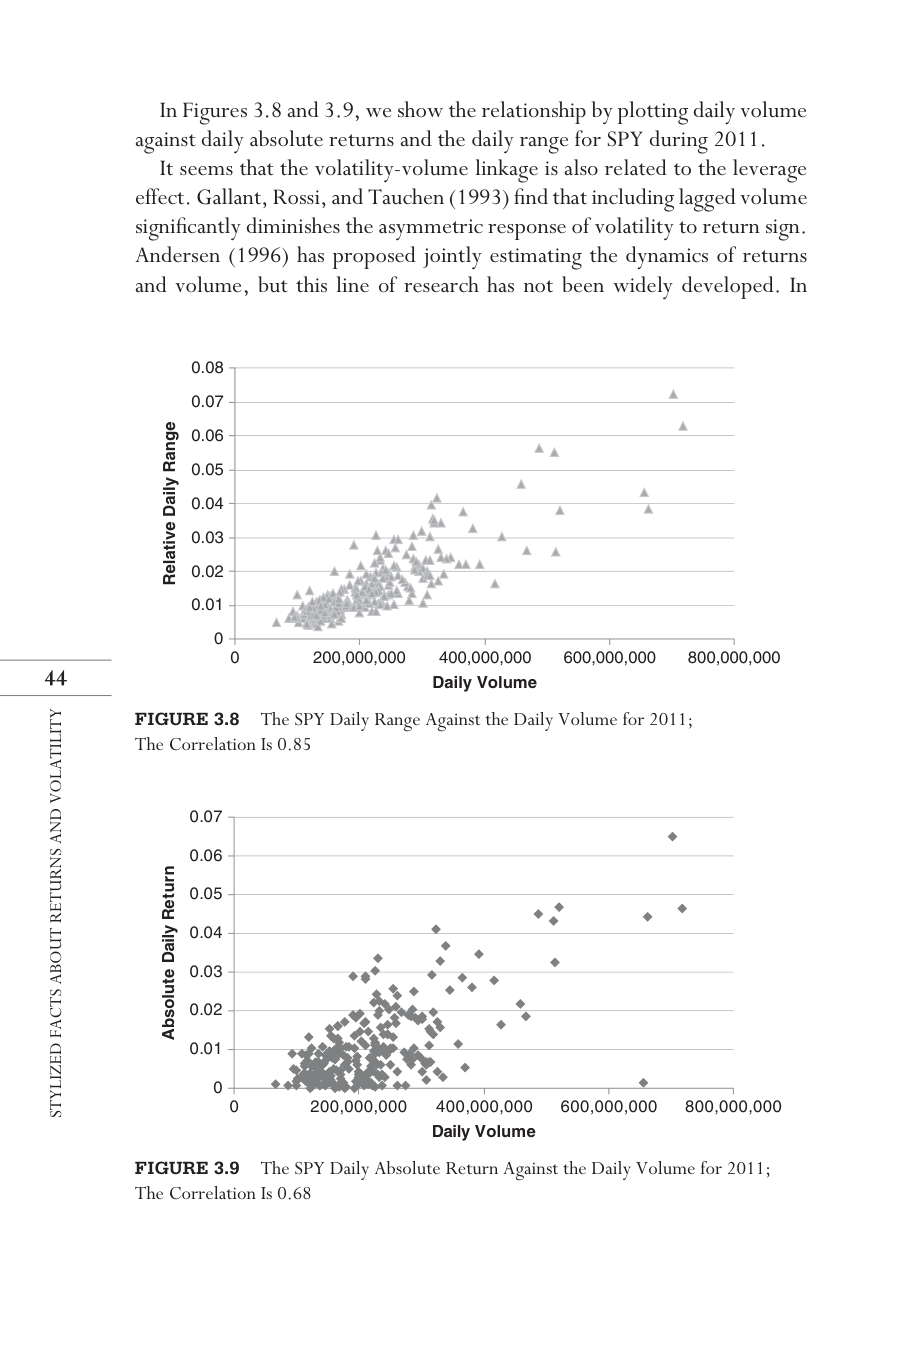 In Figures 3.8 and 3.9, we show the relationship by plotting daily volume
against daily absolute returns and the daily range for SPY during 2011.
It seems that the volatility-volume linkage is also related to the leverage
effect. Gallant, Rossi, and Tauchen (1993) find that including lagged volume
significantly diminishes the asymmetric response of volatility to return sign.
Andersen (1996) has proposed jointly estimating the dynamics of returns
and volume, but this line of research has not been widely developed. In
0.08
0.07
0.06
0.05
0.04
0.03
0.02
0.01
0
Relative Daily Range
0 200,000,000 400,000,000 600,000,000 800,000,000
Daily Volume
44
STYLIZED FACTS ABOUT RETURNS AND VOLATILITY
FIGURE 3.8 The SPY Daily Range Against the Daily Volume for 2011;
The Correlation Is 0.85
0.07
0.06
0.05
0.04
0.03
0.02
0.01
0
Absolute Daily Return
0 200,000,000 400,000,000 600,000,000 800,000,000
Daily Volume
FIGURE 3.9 The SPY Daily Absolute Return Against the Daily Volume for 2011;
The Correlation Is 0.68